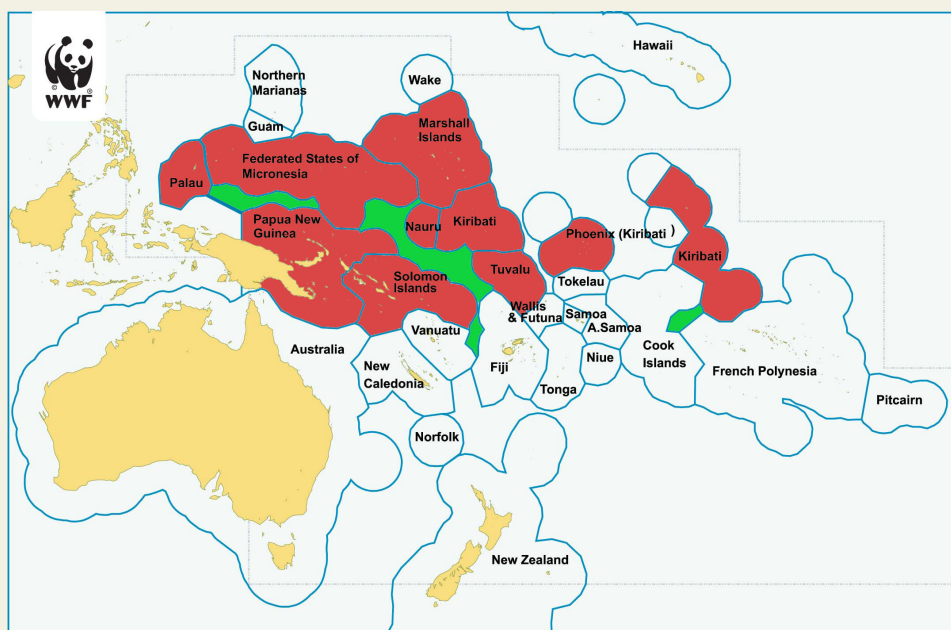 WWF
Hawaii
Northern
Marianas
Wake
Guam
Marshall
Islands
Federated States of
Micronesia
Palau
Papua New
Guinea
Nauru
Kiribati
Phoenix (Kiribati )
Kiribati
Solomon
Islands
Tuvalu
Tokelau
Wallis
& Futuna
Samoa
A.Samoa
Vanuatu
Australia
New
Caledonia
Fiji
Tonga
Niue
Cook
Islands
French Polynesia
Pitcairn
Norfolk
New Zealand